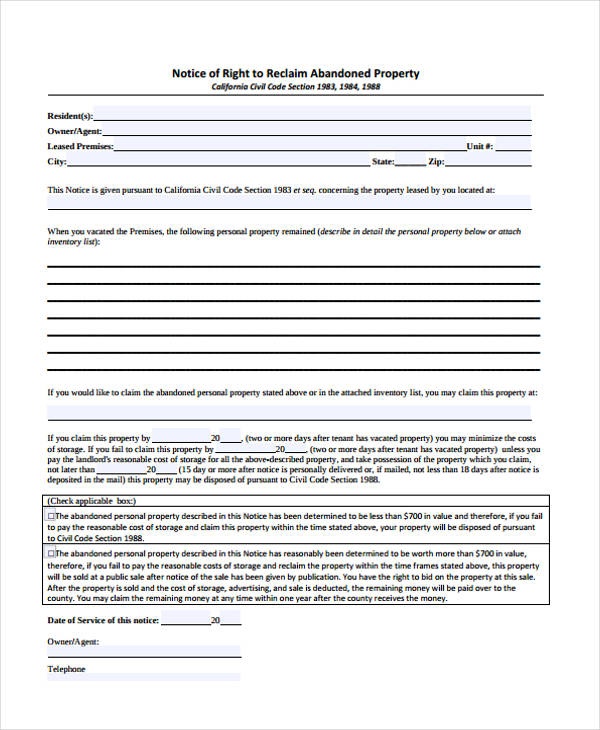 Notice of Right to Reclaim Abandoned Property
California Civil Code Section 1983, 1984, 1988
Resident(s):
Owner/Agent:
Leased Premises: Unit #:
City: State: Zip:
This Notice is given pursuant to California Civil Code Section 1983 et seq. concerning the property leased by you located at:
When you vacated the Premises, the following personal property remained (describe in detail the personal property below or attach
inventory list):
If you would like to claim the abandoned personal property stated above or in the attached inventory list, you may claim this property at:
If you claim this property by 20 , (two or more days after tenant has vacated property) you may minimize the costs
of storage. If you fail to claim this property by 20 , (two or more days after tenant has vacated property) unless you
pay the landlord's reasonable cost of storage for all the above-described property, and take possession of the property which you claim,
not later than 20 (15 day or more after notice is personally delivered or, if mailed, not less than 18 days after notice is
deposited in the mail) this property may be disposed of pursuant to Civil Code Section 1988.
(Check applicable box:)
☐The abandoned personal property described in this Notice has been determined to be less than $700 in value and therefore, if you fail
to pay the reasonable cost of storage and claim this property within the time stated above, your property will be disposed of pursuant
to Civil Code Section 1988.
☐The abandoned personal property described in this Notice has reasonably been determined to be worth more than $700 in value,
therefore, if you fail to pay the reasonable costs of storage and reclaim the property within the time frames stated above, this property
will be sold at a public sale after notice of the sale has been given by publication. You have the right to bid on the property at this sale.
After the property is sold and the cost of storage, advertising, and sale is deducted, the remaining money will be paid over to the
county. You may claim the remaining money at any time within one year after the county receives the money.
Date of Service of this notice: 20
Owner/Agent:
Telephone